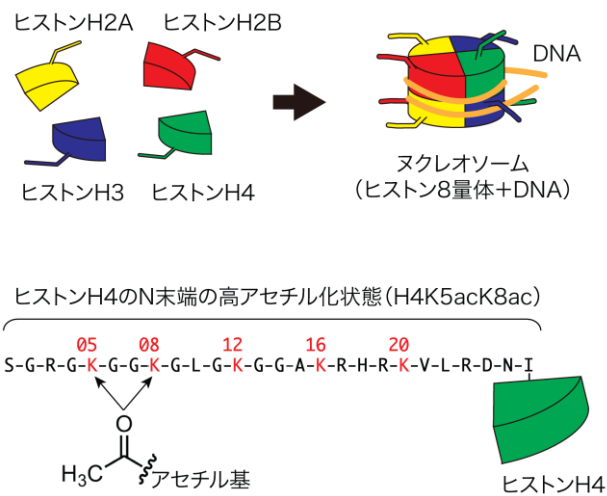 ヒストンH2A
ヒストンH2B
ヒストンH3
ヒストンH4
DNA
ヌクレオソーム
(ヒストン8量体+DNA)
ヒストンH4のN末端の高アセチル化状態(H4K5acK8ac)
05 08 12 16 20
S-G-R-G-K-G-G-K-G-L-G-K-G-G-A-K-R-H-R-K-V-L-R-D-N-I
O
H₃C
アセチル基
ヒストンH4